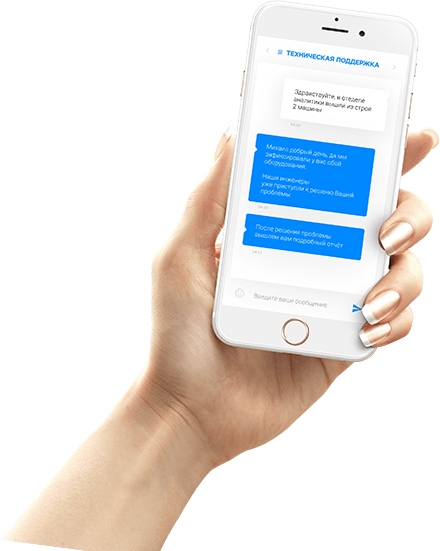 ТЕХНИЧЕСКАЯ ПОДДЕРЖКА
Здравствуйте, в отделе
аналитики вышли из строя
2 машины
Михаил добрый день, да мы
зафиксировали у вас сбой
оборудования.
Наши инженеры
уже приступли к решению Вашей
проблемы
После решения проблемы
вышлем вам подробный отчёт
Введите ваше сообщение